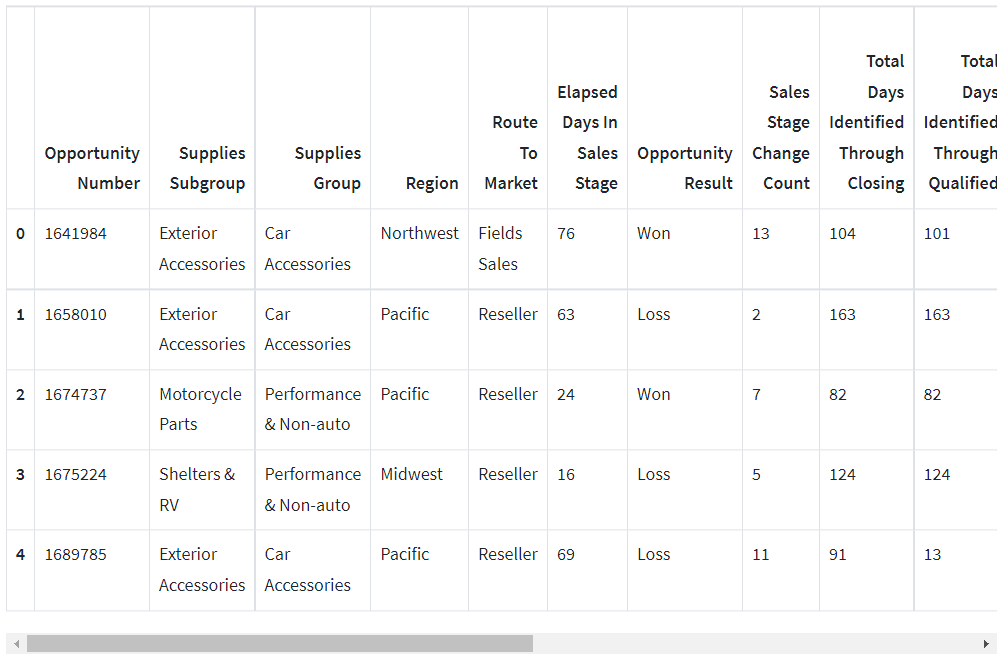 Opportunity Number Supplies Subgroup Supplies Group Region Route To Market Elapsed Days In Sales Stage Opportunity Result Sales Stage Change Count Total Days Identified Through Closing Total Days Identified Through Qualified
0 1641984 Exterior Accessories Car Accessories Northwest Fields Sales 76 Won 13 104 101
1 1658010 Exterior Accessories Car Accessories Pacific Reseller 63 Loss 2 163 163
2 1674737 Motorcycle Parts Performance & Non-auto Pacific Reseller 24 Won 7 82 82
3 1675224 Shelters & RV Performance & Non-auto Midwest Reseller 16 Loss 5 124 124
4 1689785 Exterior Accessories Car Accessories Pacific Reseller 69 Loss 11 91 13